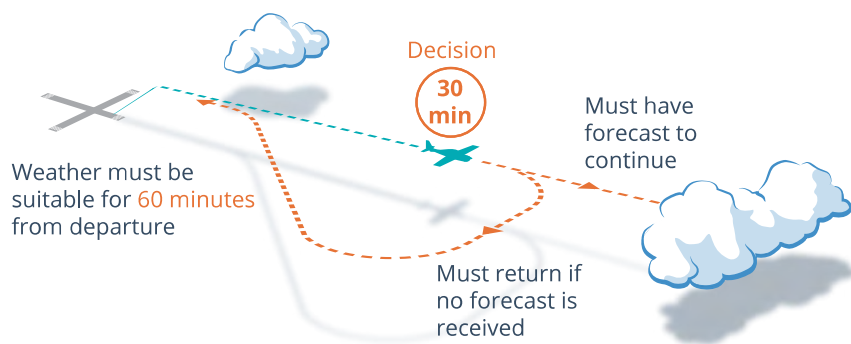 Decision
30
min
Must have
forecast to
continue
Weather must be
suitable for 60 minutes
from departure
Must return if
no forecast is
received